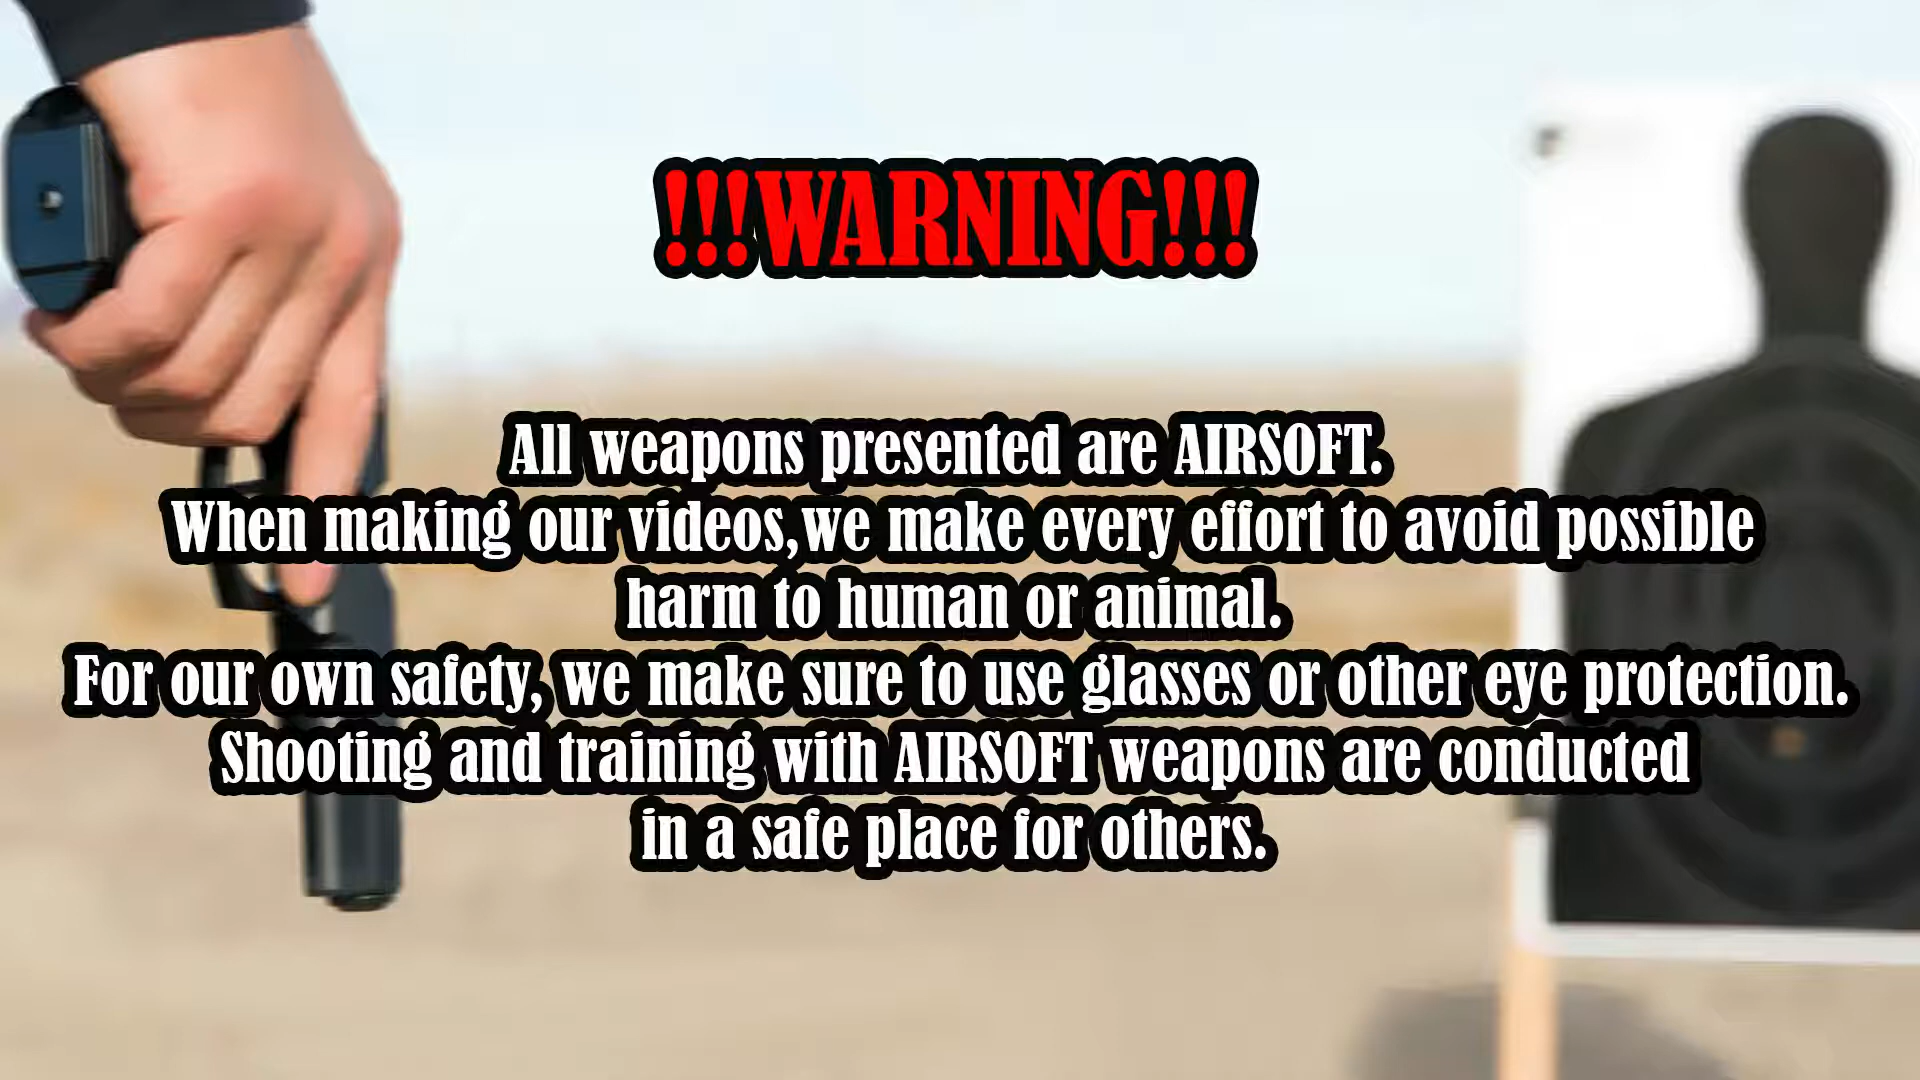 !!!WARNING!!!
All weapons presented are AIRSOFT.
When making our videos,we make every effort to avoid possible
harm to human or animal.
For our own safety, we make sure to use glasses or other eye protection.
Shooting and training with AIRSOFT weapons are conducted
in a safe place for others.